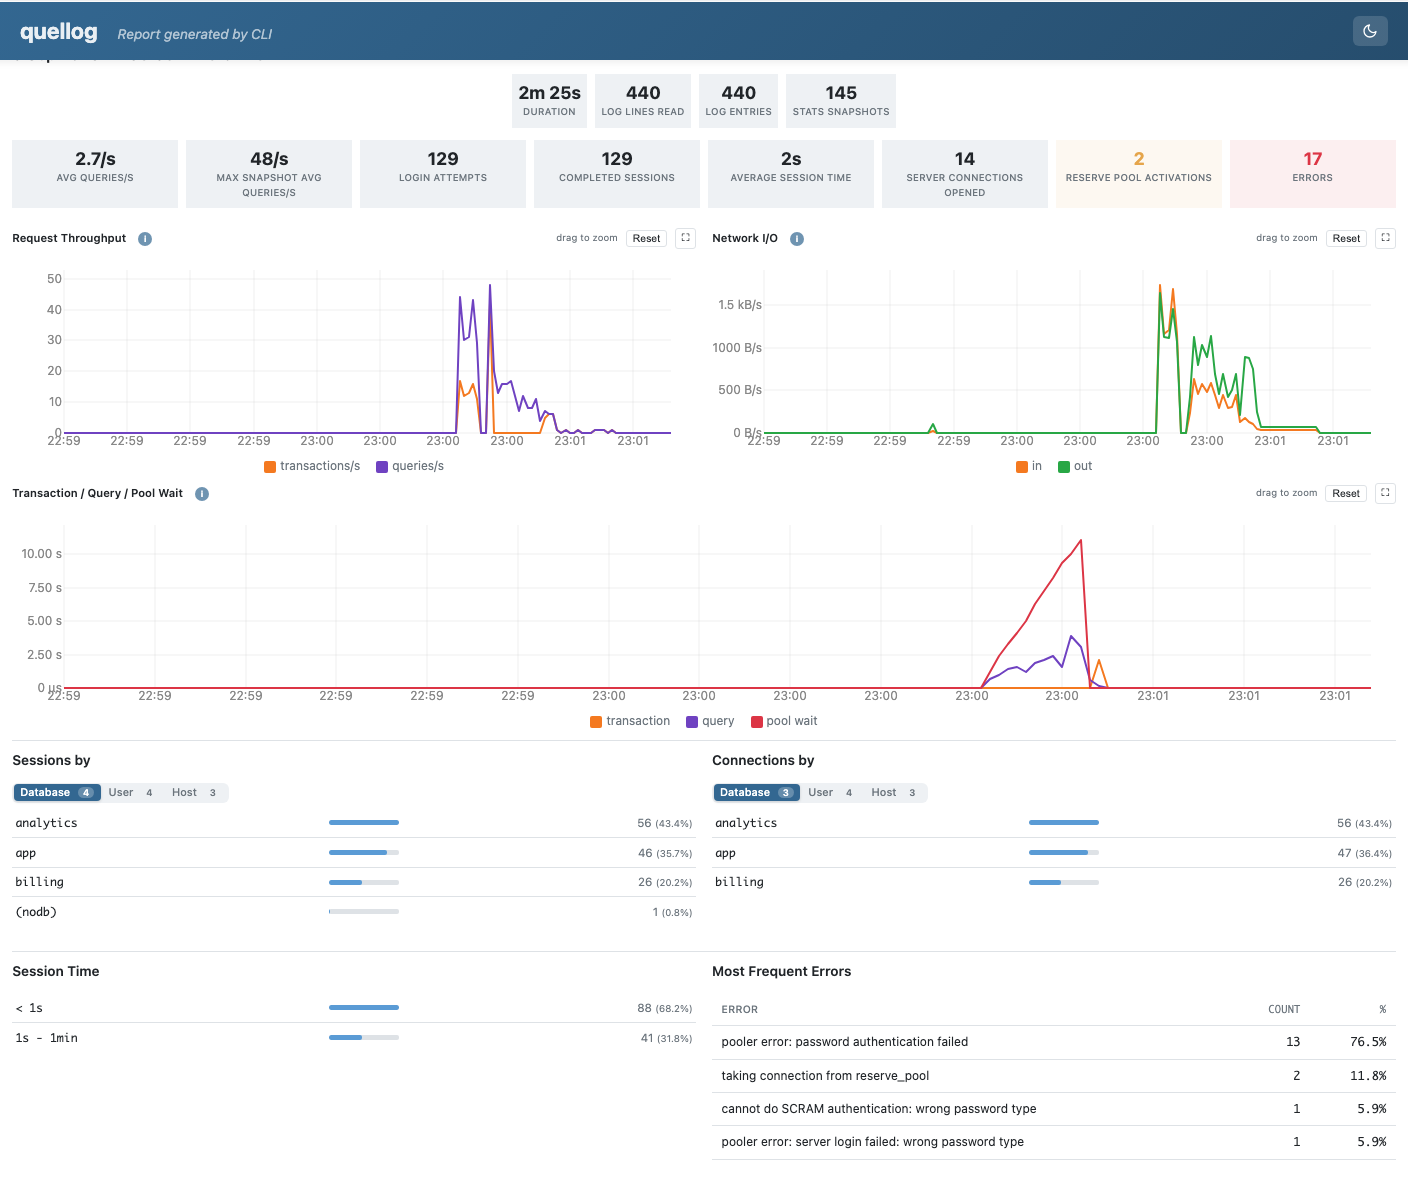 quellog
Report generated by CLI
2m 25s
DURATION
440
LOG LINES READ
440
LOG ENTRIES
145
STATS SNAPSHOTS
2.7/s
AVG QUERIES/S
48/s
MAX SNAPSHOT AVG
QUERIES/S
129
LOGIN ATTEMPTS
129
COMPLETED SESSIONS
2s
AVERAGE SESSION TIME
14
SERVER CONNECTIONS
OPENED
2
RESERVE POOL ACTIVATIONS
17
ERRORS
Request Throughput i
drag to zoom Reset
50
40
30
20
10
0
22:59 22:59 22:59 22:59 23:00 23:00 23:00 23:00 23:01 23:01
transactions/s queries/s
Network I/O i
drag to zoom Reset
1.5 kB/s
1000 B/s
500 B/s
0 B/s
22:59 22:59 22:59 22:59 23:00 23:00 23:00 23:00 23:01 23:01
in out
Transaction / Query / Pool Wait i
drag to zoom Reset
10.00 s
7.50 s
5.00 s
2.50 s
0 µs
22:59 22:59 22:59 22:59 22:59 22:59 23:00 23:00 23:00 23:00 23:00 23:00 23:01 23:01 23:01
transaction query pool wait
Sessions by
Database 4 User 4 Host 3
analytics 56 (43.4%)
app 46 (35.7%)
billing 26 (20.2%)
(nodb) 1 (0.8%)
Connections by
Database 3 User 4 Host 3
analytics 56 (43.4%)
app 47 (36.4%)
billing 26 (20.2%)
Session Time
< 1s 88 (68.2%)
1s - 1min 41 (31.8%)
Most Frequent Errors
ERROR COUNT %
pooler error: password authentication failed 13 76.5%
taking connection from reserve_pool 2 11.8%
cannot do SCRAM authentication: wrong password type 1 5.9%
pooler error: server login failed: wrong password type 1 5.9%